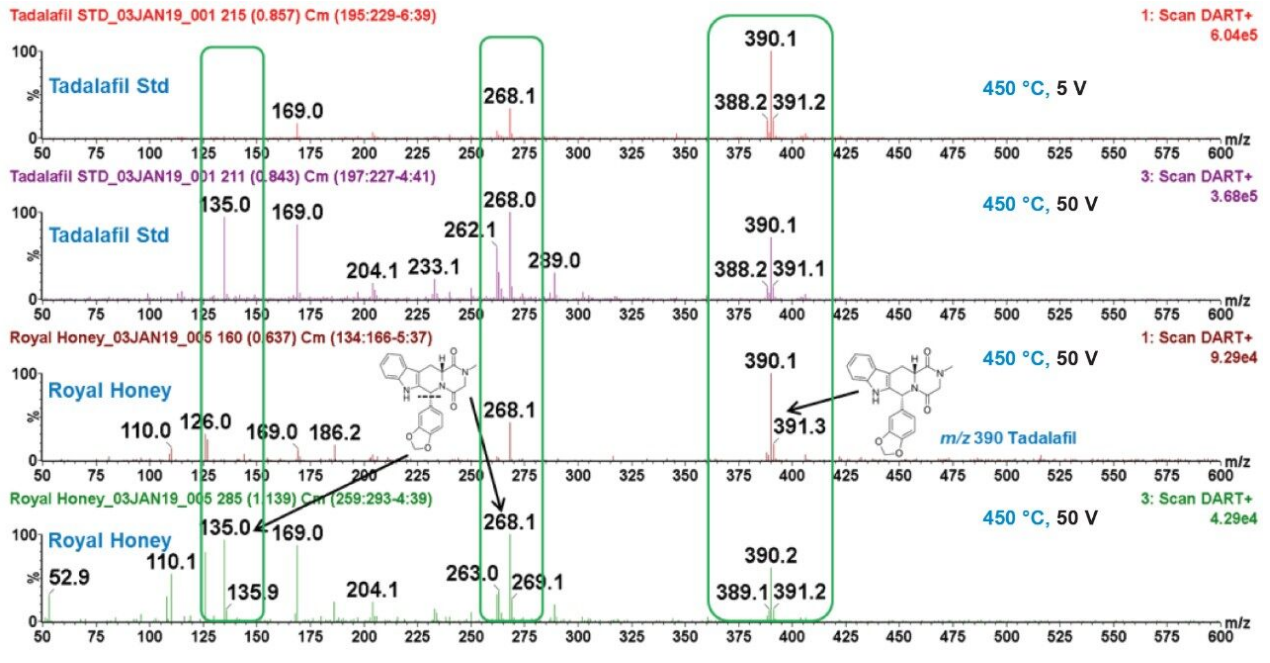 Tadalafil STD_03JAN19_001 215 (0.857) Cm (195:229-6:39) 1: Scan DART+
6.04e5
100
%
0
Tadalafil Std
169.0
268.1
390.1
388.2 391.2
450 °C, 5 V
50 75 100 125 150 175 200 225 250 275 300 325 350 375 400 425 450 475 500 525 550 575 600 m/z
Tadalafil STD_03JAN19_001 211 (0.843) Cm (197:227-4:41) 3: Scan DART+
3.68e5
100
%
0
Tadalafil Std
135.0
169.0
204.1
233.1
262.1
268.0
289.0
390.1
388.2 391.1
450 °C, 50 V
50 75 100 125 150 175 200 225 250 275 300 325 350 375 400 425 450 475 500 525 550 575 600 m/z
Royal Honey_03JAN19_005 160 (0.637) Cm (134:166-5:37) 1: Scan DART+
9.29e4
100
%
0
Royal Honey
110.0
126.0
169.0
186.2
H
O
N
NH
N
O
O
O
268.1
390.1
391.3
H
O
N
NH
N
O
O
O
m/z 390 Tadalafil
450 °C, 50 V
50 75 100 125 150 175 200 225 250 275 300 325 350 375 400 425 450 475 500 525 550 575 600 m/z
Royal Honey_03JAN19_005 285 (1.139) Cm (259:293-4:39) 3: Scan DART+
4.29e4
100
%
0
Royal Honey
52.9
110.1
135.0
135.9
169.0
204.1
263.0
268.1
269.1
390.2
389.1 391.2
450 °C, 50 V
50 75 100 125 150 175 200 225 250 275 300 325 350 375 400 425 450 475 500 525 550 575 600 m/z